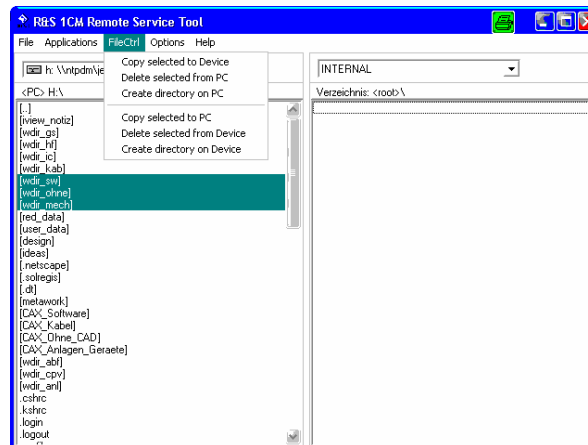 R&S 1CM Remote Service Tool
File Applications FileCtrl Options Help
Copy selected to Device
Delete selected from PC
Create directory on PC
Copy selected to PC
Delete selected from Device
Create directory on Device
h: \\ntpdm\je
<PC> H:\
[..]
[iview_notiz]
[wdir_gs]
[wdir_hf]
[wdir_ic]
[wdir_kab]
[wdir_sw]
[wdir_ohne]
[wdir_mech]
[red_data]
[user_data]
[design]
[ideas]
[.netscape]
[.solregis]
[.dt]
[metawork]
[CAX_Software]
[CAX_Kabel]
[CAX_Ohne_CAD]
[CAX_Anlagen_Geraete]
[wdir_abf]
[wdir_cpv]
[wdir_anl]
.cshrc
.kshrc
.login
.logout
INTERNAL
Verzeichnis: <root>\